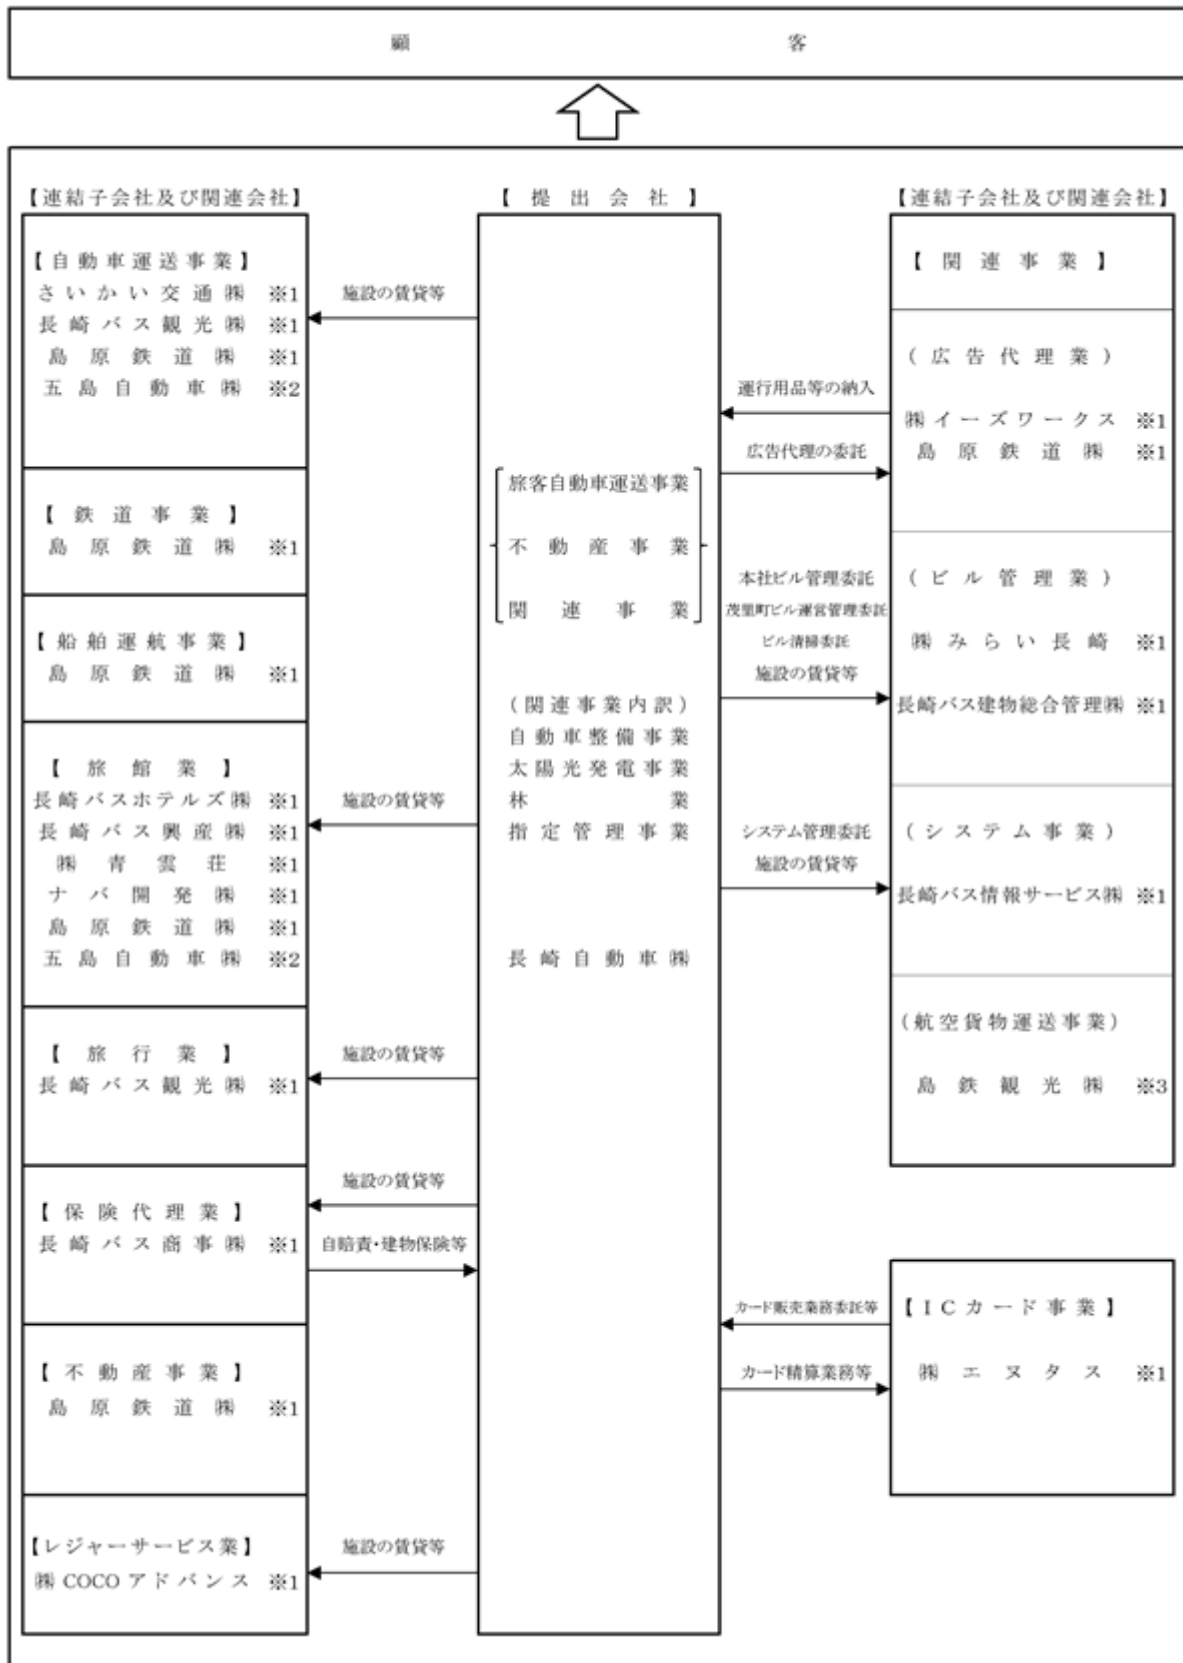 顧客
【連結子会社及び関連会社】
【自動車運送事業】
さいかい交通㈱ ※1
長崎バス観光㈱ ※1
島原鉄道㈱ ※1
五島自動車㈱ ※2
【鉄道事業】
島原鉄道㈱ ※1
【船舶運航事業】
島原鉄道㈱ ※1
【旅館業】
長崎バスホテルズ㈱ ※1
長崎バス興産㈱ ※1
㈱青雲荘 ※1
ナバ開発㈱ ※1
島原鉄道㈱ ※1
五島自動車㈱ ※2
【旅行業】
長崎バス観光㈱ ※1
【保険代理業】
長崎バス商事㈱ ※1
【不動産事業】
島原鉄道㈱ ※1
【レジャーサービス業】
㈱COCOアドバンス ※1
施設の賃貸等
施設の賃貸等
施設の賃貸等
施設の賃貸等
自賠責・建物保険等
施設の賃貸等
【提出会社】
旅客自動車運送事業
不動産事業
関連事業
(関連事業内訳)
自動車整備事業
太陽光発電事業
林業
指定管理事業
長崎自動車㈱
運行用品等の納入
広告代理の委託
本社ビル管理委託
茂里町ビル運営管理委託
ビル清掃委託
施設の賃貸等
システム管理委託
施設の賃貸等
カード販売業務委託等
カード精算業務等
【連結子会社及び関連会社】
【関連事業】
(広告代理業)
㈱イーズワークス ※1
島原鉄道㈱ ※1
(ビル管理業)
㈱みらい長崎 ※1
長崎バス建物総合管理㈱ ※1
(システム事業)
長崎バス情報サービス㈱ ※1
(航空貨物運送事業)
島鉄観光㈱ ※3
【ICカード事業】
㈱エヌタス ※1